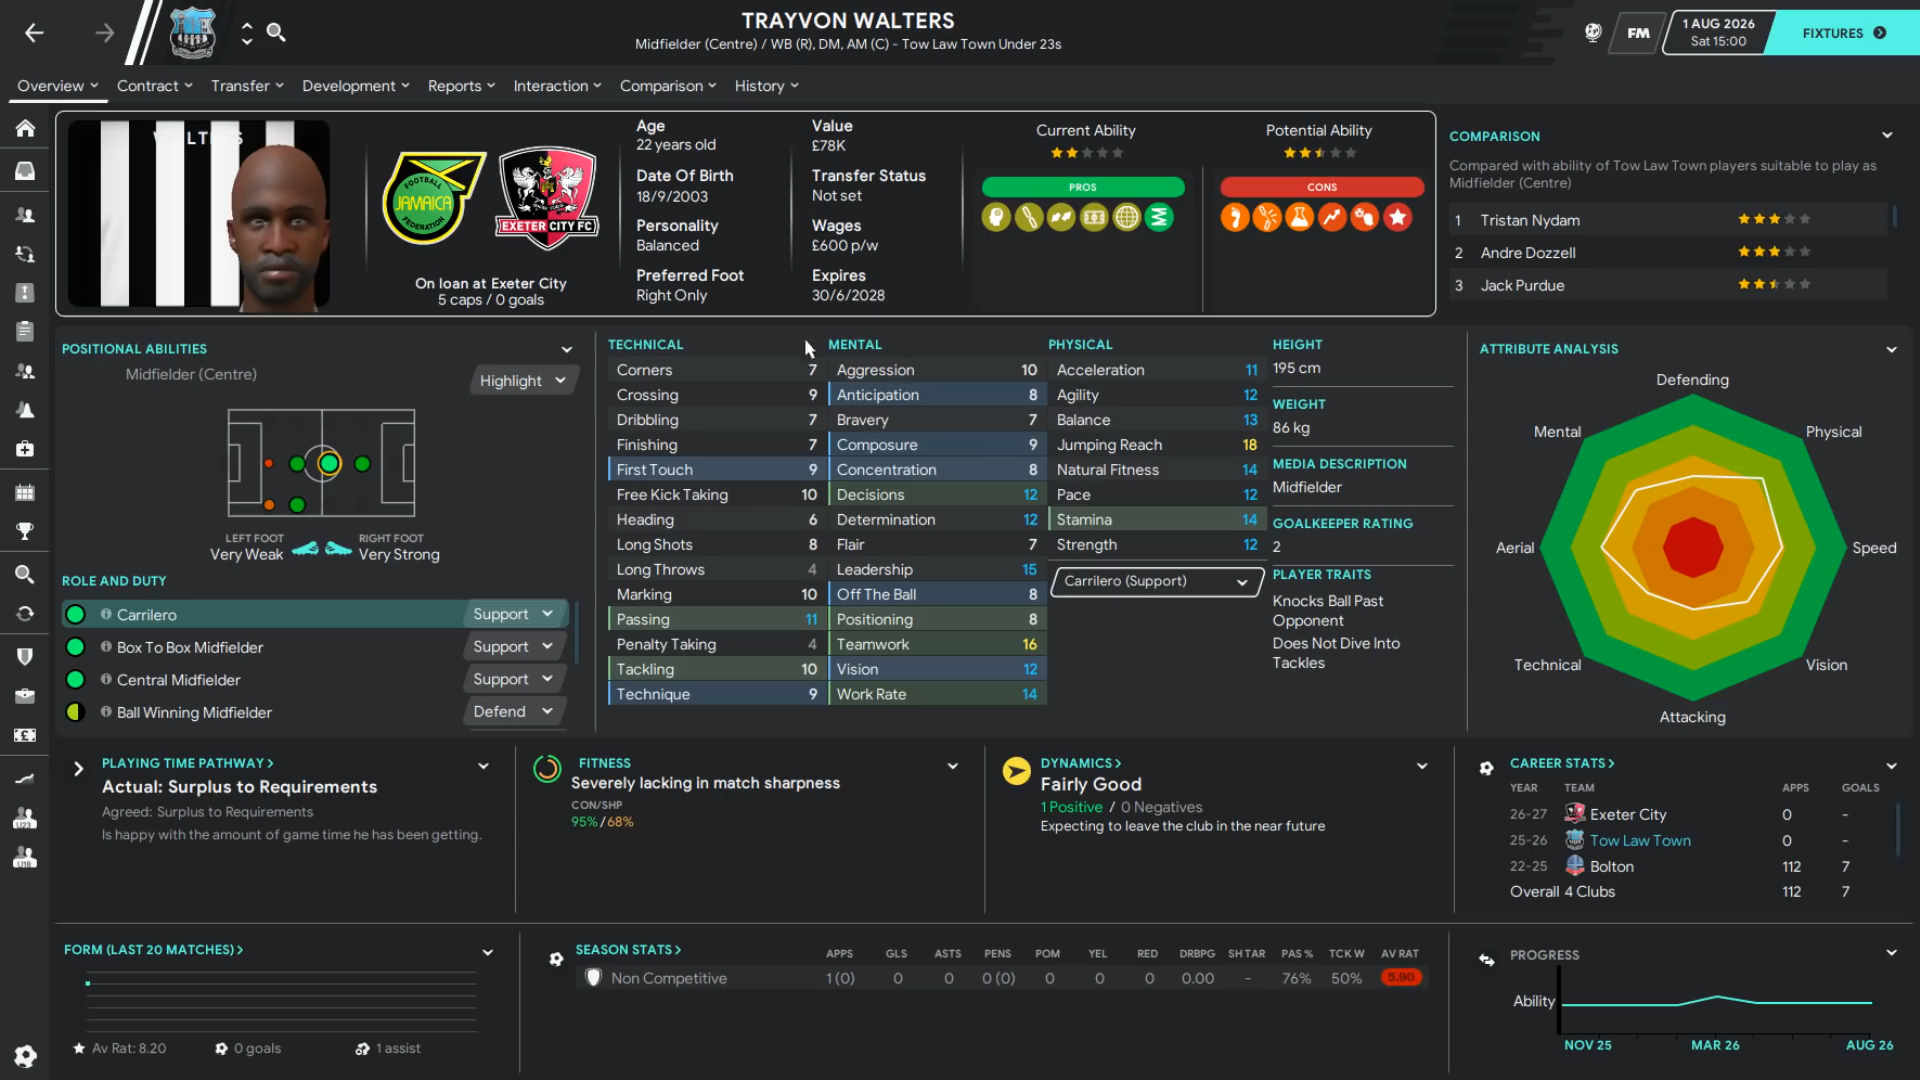 TRAYVON WALTERS
Midfielder (Centre) / WB (R), DM, AM (C) - Tow Law Town Under 23s
FM
1 AUG 2026
Sat 15:00
FIXTURES
Overview
Contract
Transfer
Development
Reports
Interaction
Comparison
History
FOOTBALL
JAMAICA
FEDERATION
EXETER CITY FC
On loan at Exeter City
5 caps / 0 goals
Age
22 years old
Date Of Birth
18/9/2003
Personality
Balanced
Preferred Foot
Right Only
Value
£78K
Transfer Status
Not set
Wages
£600 p/w
Expires
30/6/2028
Current Ability
PROS
Potential Ability
CONS
COMPARISON
Compared with ability of Tow Law Town players suitable to play as
Midfielder (Centre)
1 Tristan Nydam
2 Andre Dozzell
3 Jack Purdue
POSITIONAL ABILITIES
Midfielder (Centre)
Highlight
LEFT FOOT
Very Weak
RIGHT FOOT
Very Strong
ROLE AND DUTY
Carrilero Support
Box To Box Midfielder Support
Central Midfielder Support
Ball Winning Midfielder Defend
TECHNICAL
Corners 7
Crossing 9
Dribbling 7
Finishing 7
First Touch 9
Free Kick Taking 10
Heading 6
Long Shots 8
Long Throws 4
Marking 10
Passing 11
Penalty Taking 4
Tackling 10
Technique 9
MENTAL
Aggression 10
Anticipation 8
Bravery 7
Composure 9
Concentration 8
Decisions 12
Determination 12
Flair 7
Leadership 15
Off The Ball 8
Positioning 8
Teamwork 16
Vision 12
Work Rate 14
PHYSICAL
Acceleration 11
Agility 12
Balance 13
Jumping Reach 18
Natural Fitness 14
Pace 12
Stamina 14
Strength 12
Carrilero (Support)
HEIGHT
195 cm
WEIGHT
86 kg
MEDIA DESCRIPTION
Midfielder
GOALKEEPER RATING
2
PLAYER TRAITS
Knocks Ball Past
Opponent
Does Not Dive Into
Tackles
ATTRIBUTE ANALYSIS
Defending
Mental
Physical
Aerial
Speed
Technical
Vision
Attacking
PLAYING TIME PATHWAY
Actual: Surplus to Requirements
Agreed: Surplus to Requirements
Is happy with the amount of game time he has been getting.
FITNESS
Severely lacking in match sharpness
CON/SHP
95% / 68%
DYNAMICS
Fairly Good
1 Positive / 0 Negatives
Expecting to leave the club in the near future
CAREER STATS
YEAR TEAM APPS GOALS
26-27 Exeter City 0 -
25-26 Tow Law Town 0 -
22-25 Bolton 112 7
Overall 4 Clubs 112 7
FORM (LAST 20 MATCHES)
Av Rat: 8.20
0 goals
1 assist
SEASON STATS
APPS GLS ASTS PENS POM YEL RED DRBPG SH TAR PAS % TCK W AV RAT
Non Competitive 1 (0) 0 0 0 (0) 0 0 0 0.00 - 76% 50% 5.90
PROGRESS
Ability
NOV 25
MAR 26
AUG 26
U23
U18